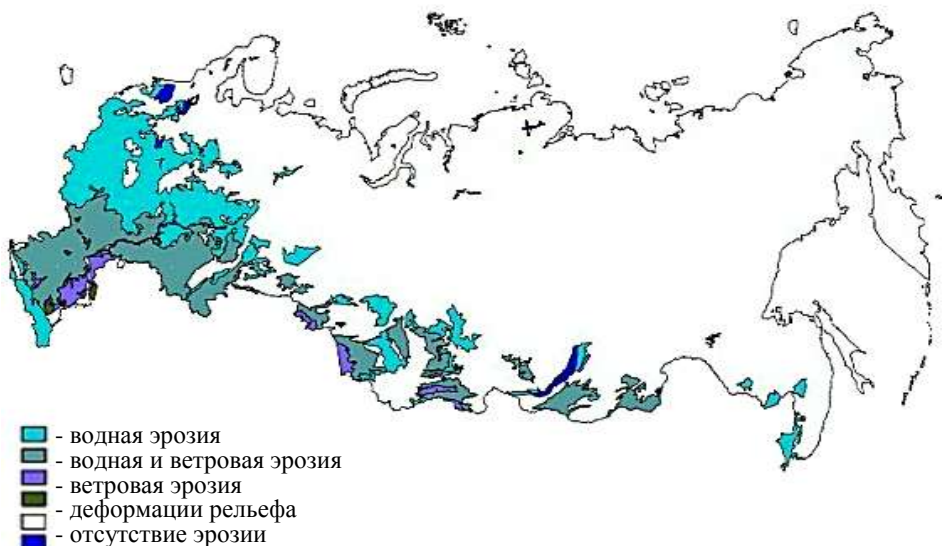 - водная эрозия
- водная и ветровая эрозия
- ветровая эрозия
- деформации рельефа
- отсутствие эрозии